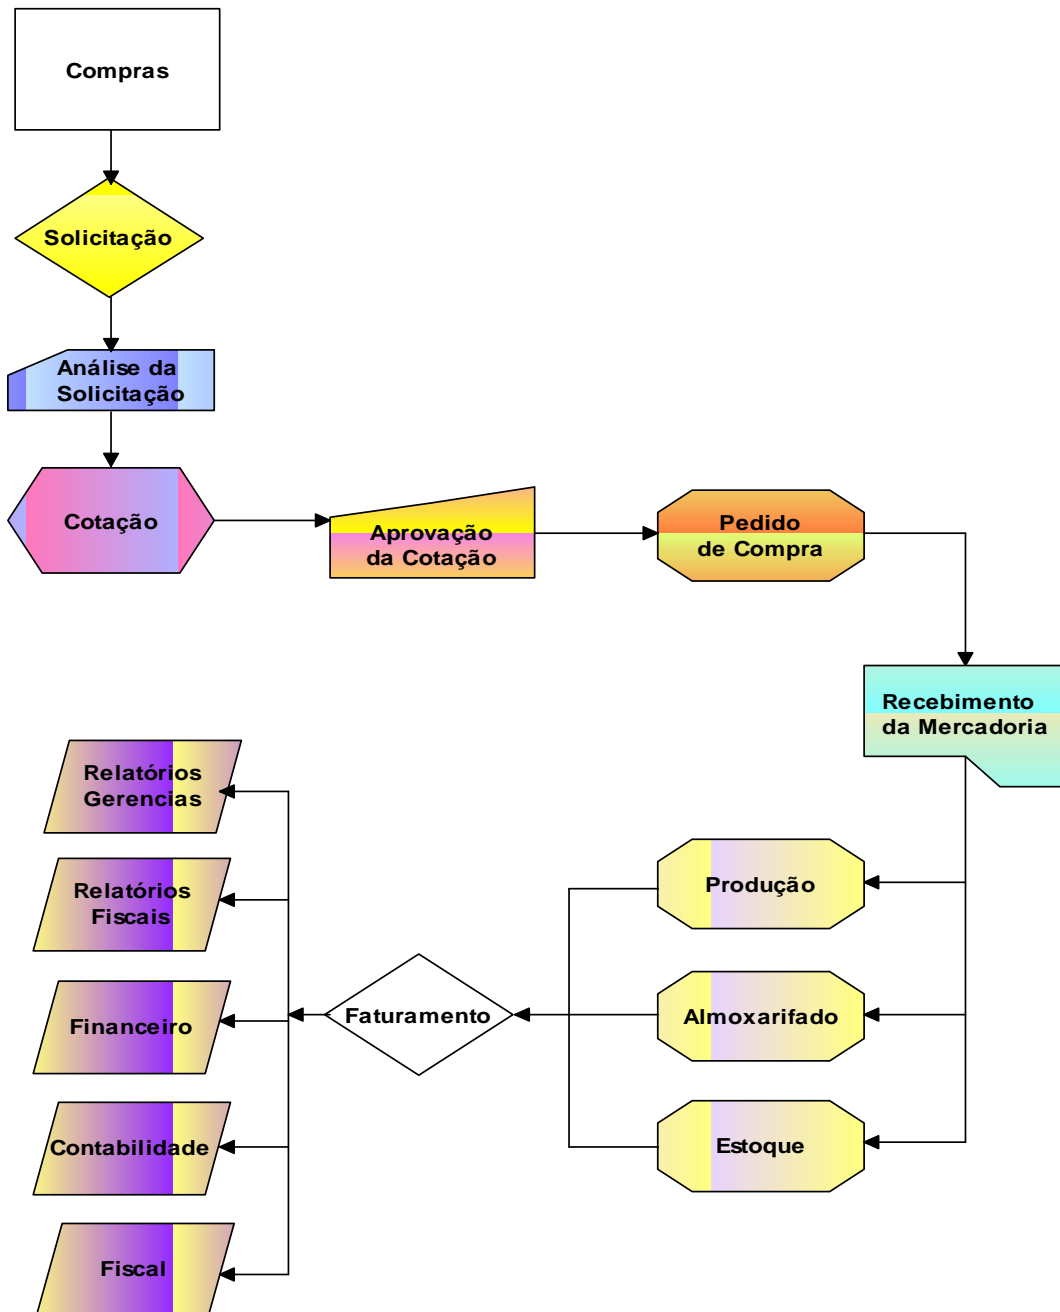 Compras
Solicitação
Análise da
Solicitação
Cotação
Aprovação
da Cotação
Pedido
de Compra
Recebimento
da Mercadoria
Relatórios
Gerencias
Relatórios
Fiscais
Financeiro
Contabilidade
Fiscal
Faturamento
Produção
Almoxarifado
Estoque